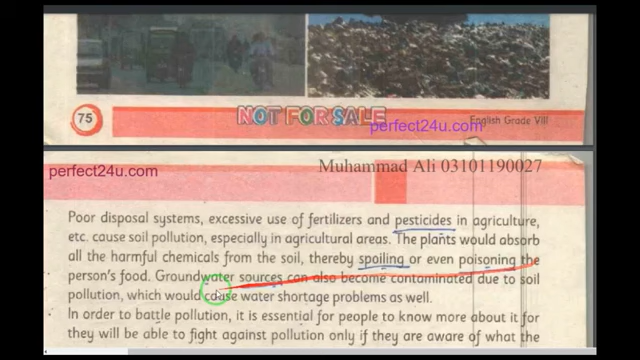 75
NOT FOR SALE
English Grade VIII
perfect24u.com
Muhammad Ali 03101190027
perfect24u.com
Poor disposal systems, excessive use of fertilizers and pesticides in agriculture,
etc. cause soil pollution, especially in agricultural areas. The plants would absorb
all the harmful chemicals from the soil, thereby spoiling or even poisoning the
person's food. Groundwater sources can also become contaminated due to soil
pollution, which would cause water shortage problems as well.
In order to battle pollution, it is essential for people to know more about it for
they will be able to fight against pollution only if they are aware of what the